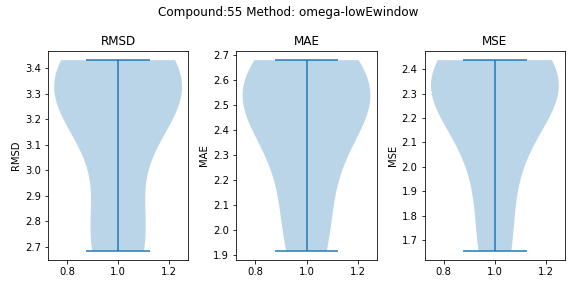 Compound:55 Method: omega-lowEwindow
RMSD
MAE
MSE
RMSD
3.4
3.3
3.2
3.1
3.0
2.9
2.8
2.7
0.8 1.0 1.2
MAE
2.7
2.6
2.5
2.4
2.3
2.2
2.1
2.0
1.9
0.8 1.0 1.2
MSE
2.4
2.3
2.2
2.1
2.0
1.9
1.8
1.7
0.8 1.0 1.2